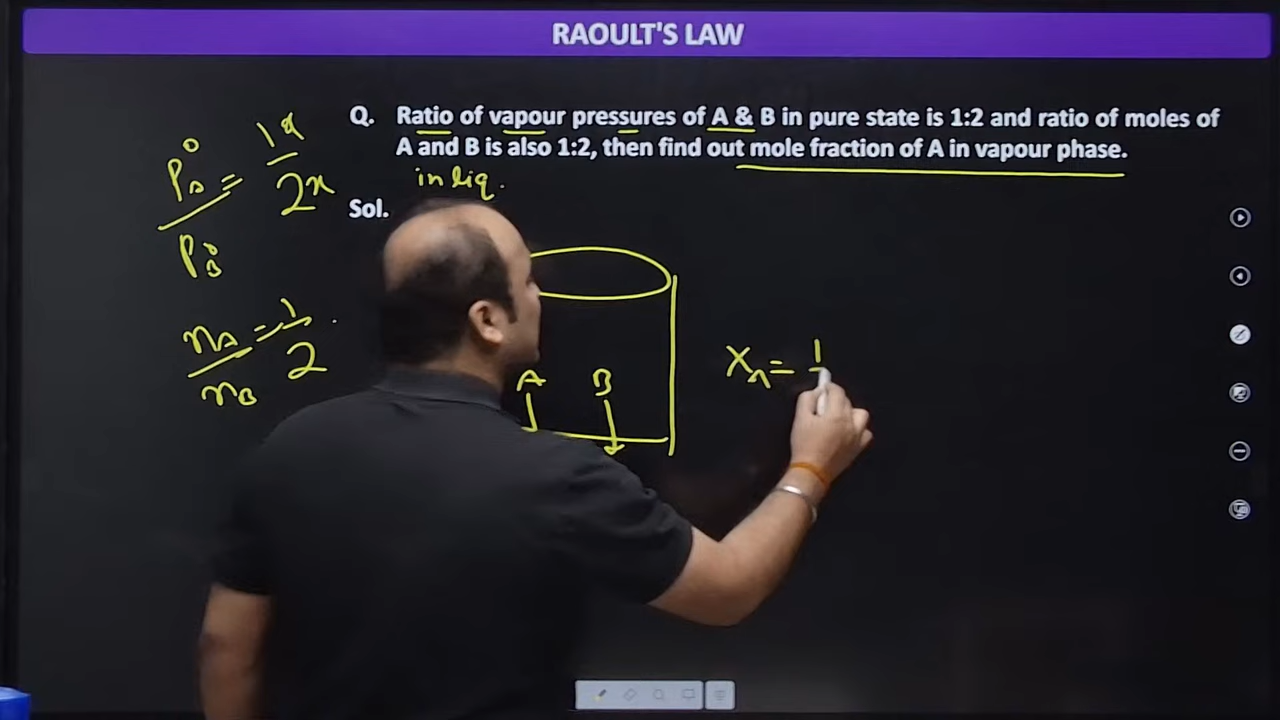 RAOULT'S LAW
Q. Ratio of vapour pressures of A & B in pure state is 1:2 and ratio of moles of
A and B is also 1:2, then find out mole fraction of A in vapour phase.
in liq.
Sol.
P°A / P°B = 1x / 2x
nA / nB = 1 / 2
A B
XA = 1